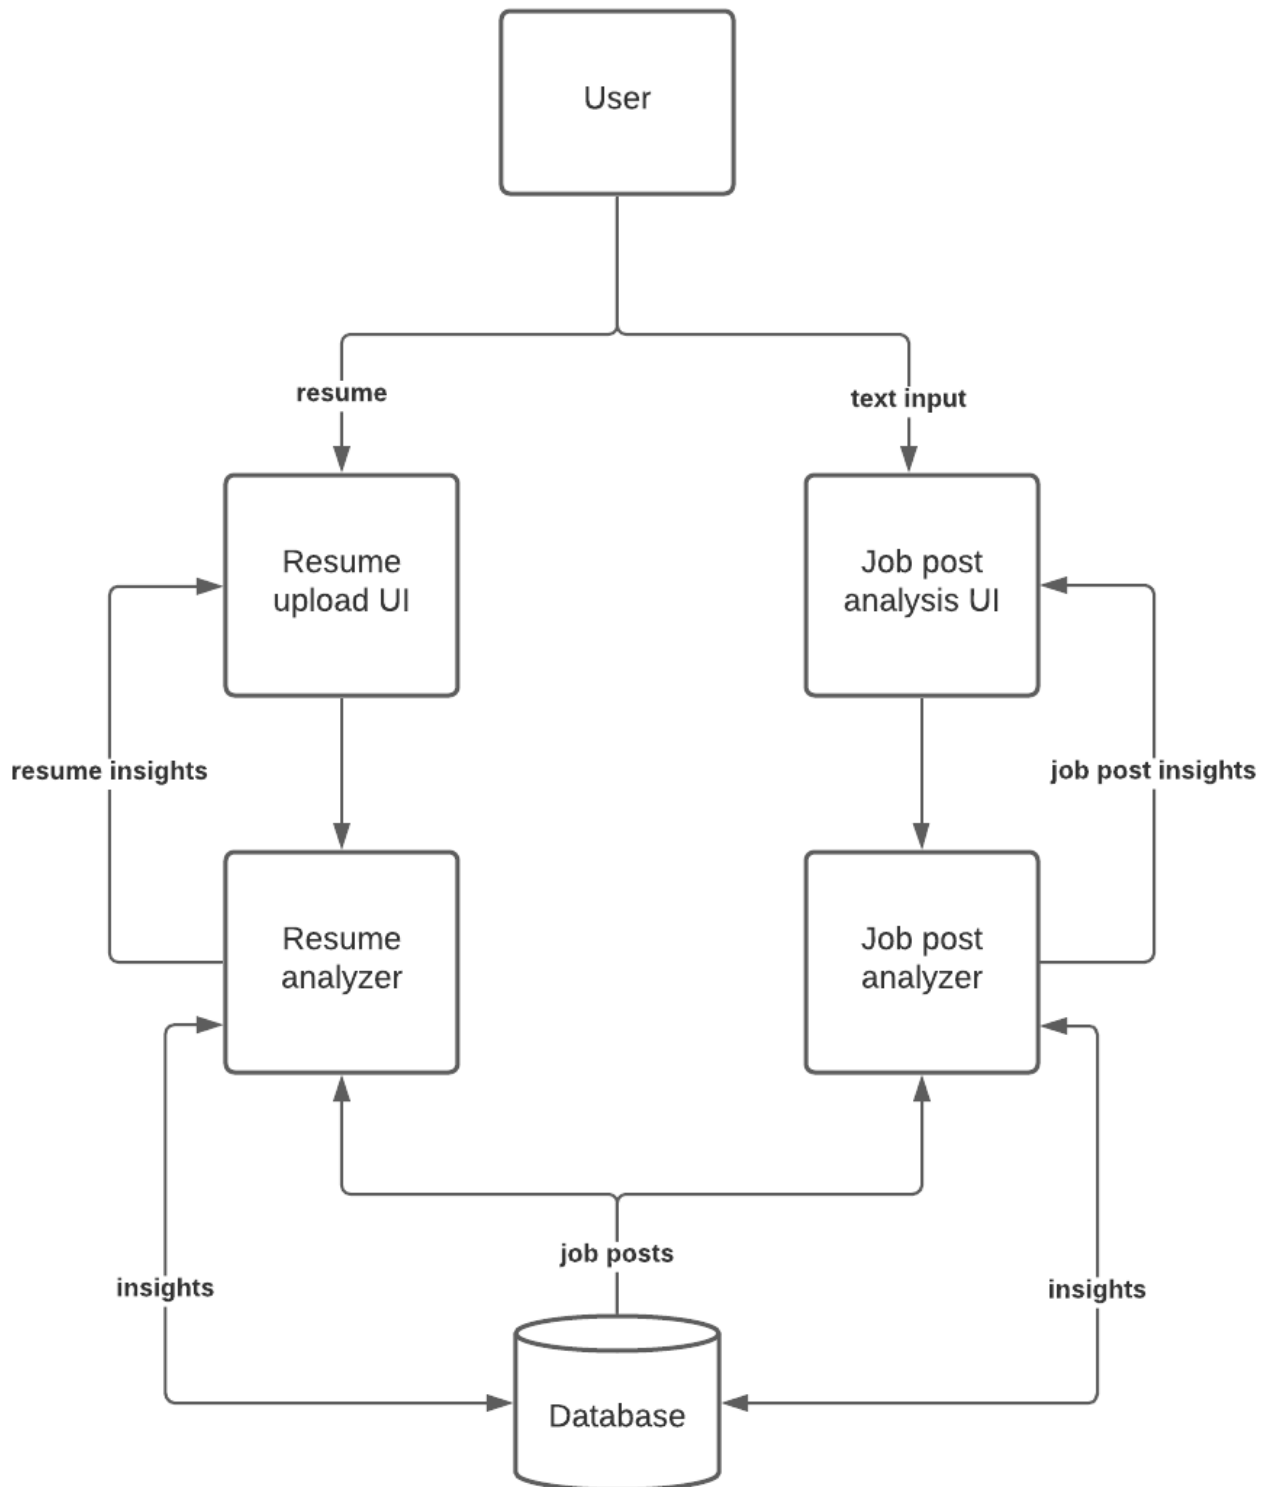 User
resume
text input
Resume
upload UI
Job post
analysis UI
resume insights
job post insights
Resume
analyzer
Job post
analyzer
job posts
insights
insights
Database